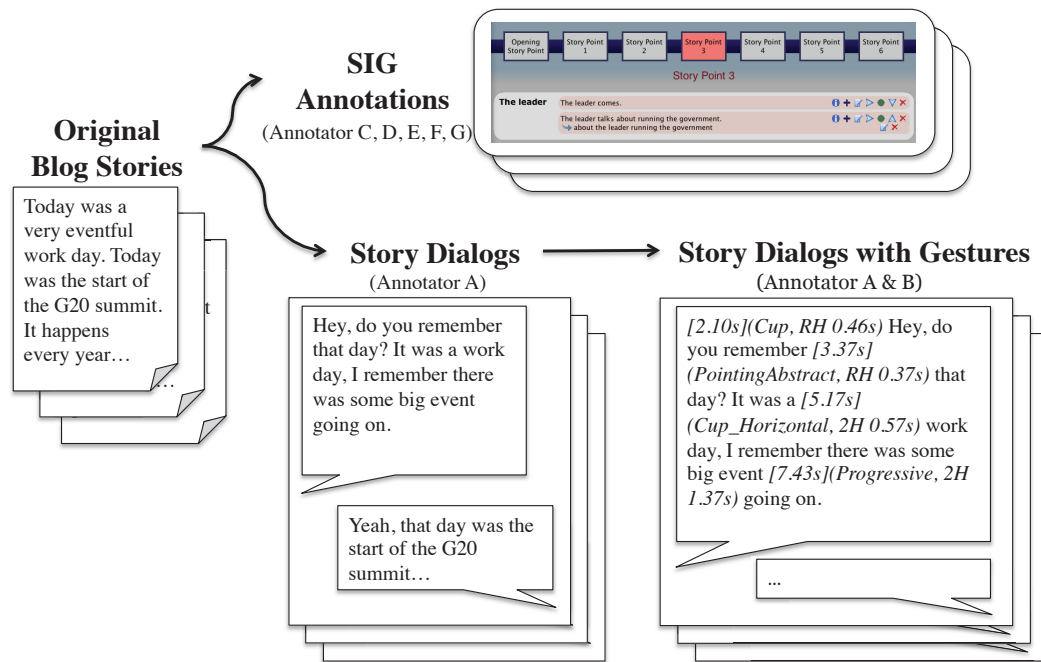 SIG
Annotations
(Annotator C, D, E, F, G)
Opening
Story Point
Story Point
1
Story Point
2
Story Point
3
Story Point
4
Story Point
5
Story Point
6
Story Point 3
The leader
The leader comes.
The leader talks about running the government.
about the leader running the government
Original
Blog Stories
Today was a
very eventful
work day. Today
was the start of
the G20 summit.
It happens
every year…
t
…
Story Dialogs
(Annotator A)
Hey, do you remember
that day? It was a work
day, I remember there
was some big event
going on.
Yeah, that day was the
start of the G20
summit…
Story Dialogs with Gestures
(Annotator A & B)
[2.10s](Cup, RH 0.46s) Hey, do
you remember [3.37s]
(PointingAbstract, RH 0.37s) that
day? It was a [5.17s]
(Cup_Horizontal, 2H 0.57s) work
day, I remember there was some
big event [7.43s](Progressive, 2H
1.37s) going on.
...